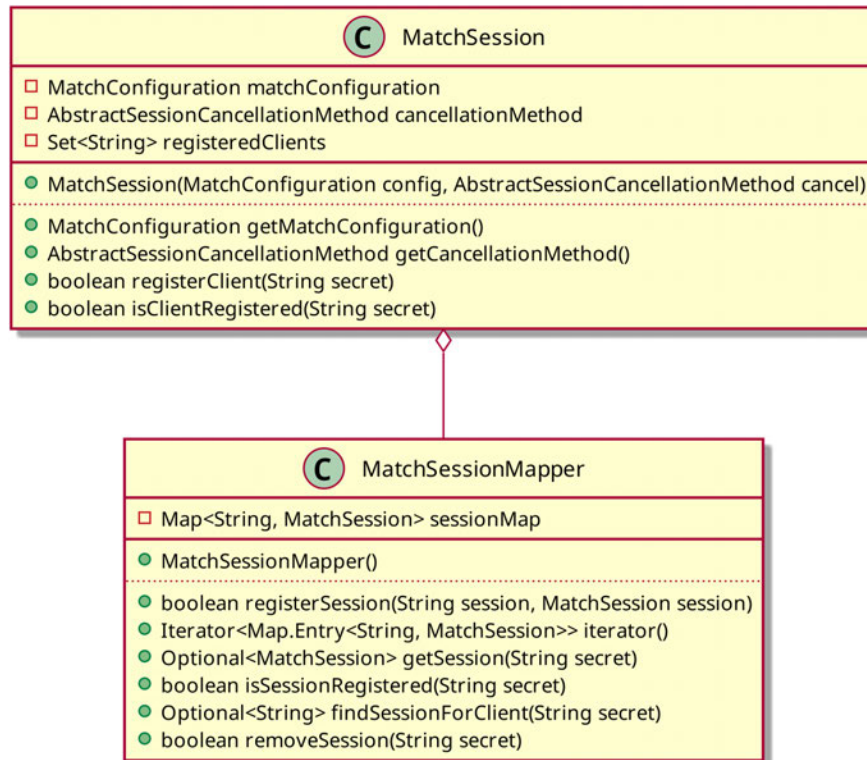 C MatchSession
MatchConfiguration matchConfiguration
AbstractSessionCancellationMethod cancellationMethod
Set<String> registeredClients
MatchSession(MatchConfiguration config, AbstractSessionCancellationMethod cancel)
MatchConfiguration getMatchConfiguration()
AbstractSessionCancellationMethod getCancellationMethod()
boolean registerClient(String secret)
boolean isClientRegistered(String secret)
C MatchSessionMapper
Map<String, MatchSession> sessionMap
MatchSessionMapper()
boolean registerSession(String session, MatchSession session)
Iterator<Map.Entry<String, MatchSession>> iterator()
Optional<MatchSession> getSession(String secret)
boolean isSessionRegistered(String secret)
Optional<String> findSessionForClient(String secret)
boolean removeSession(String secret)